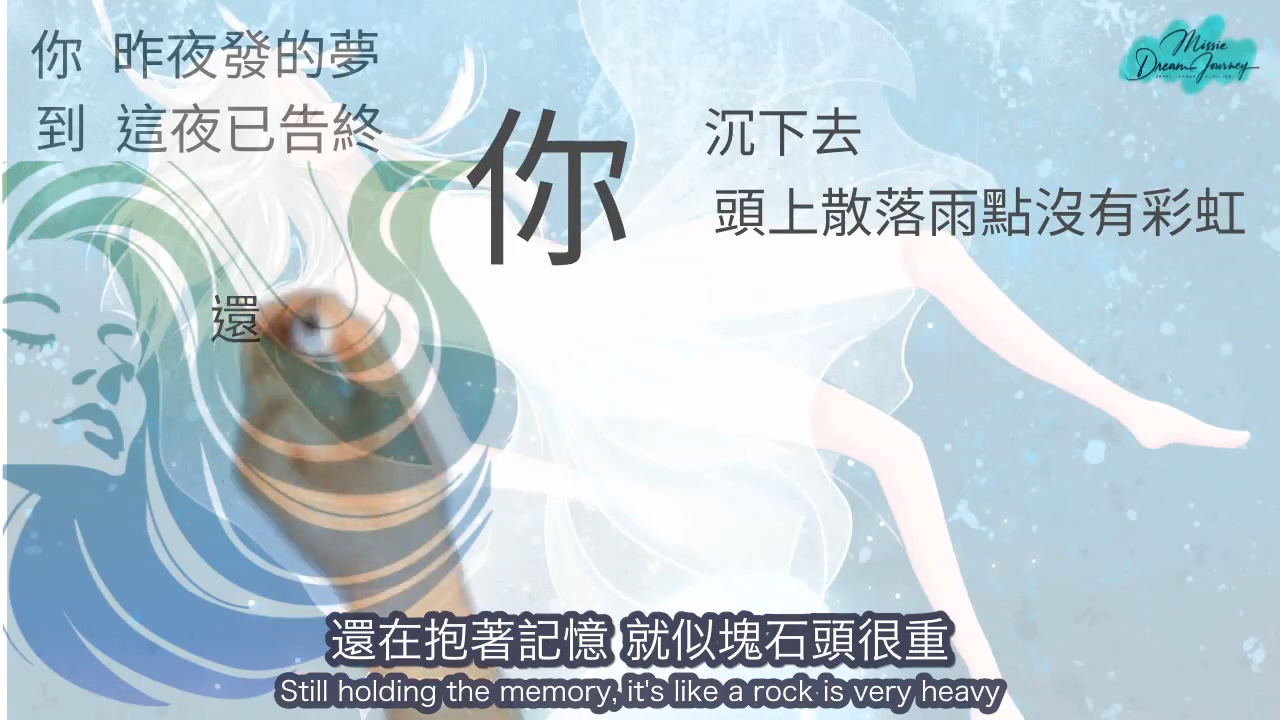 你 昨夜發的夢
到 這夜已告終
你
沉下去
頭上散落雨點沒有彩虹
還
Missie
Dream Journey
還在抱著記憶 就似塊石頭很重
Still holding the memory, it's like a rock is very heavy